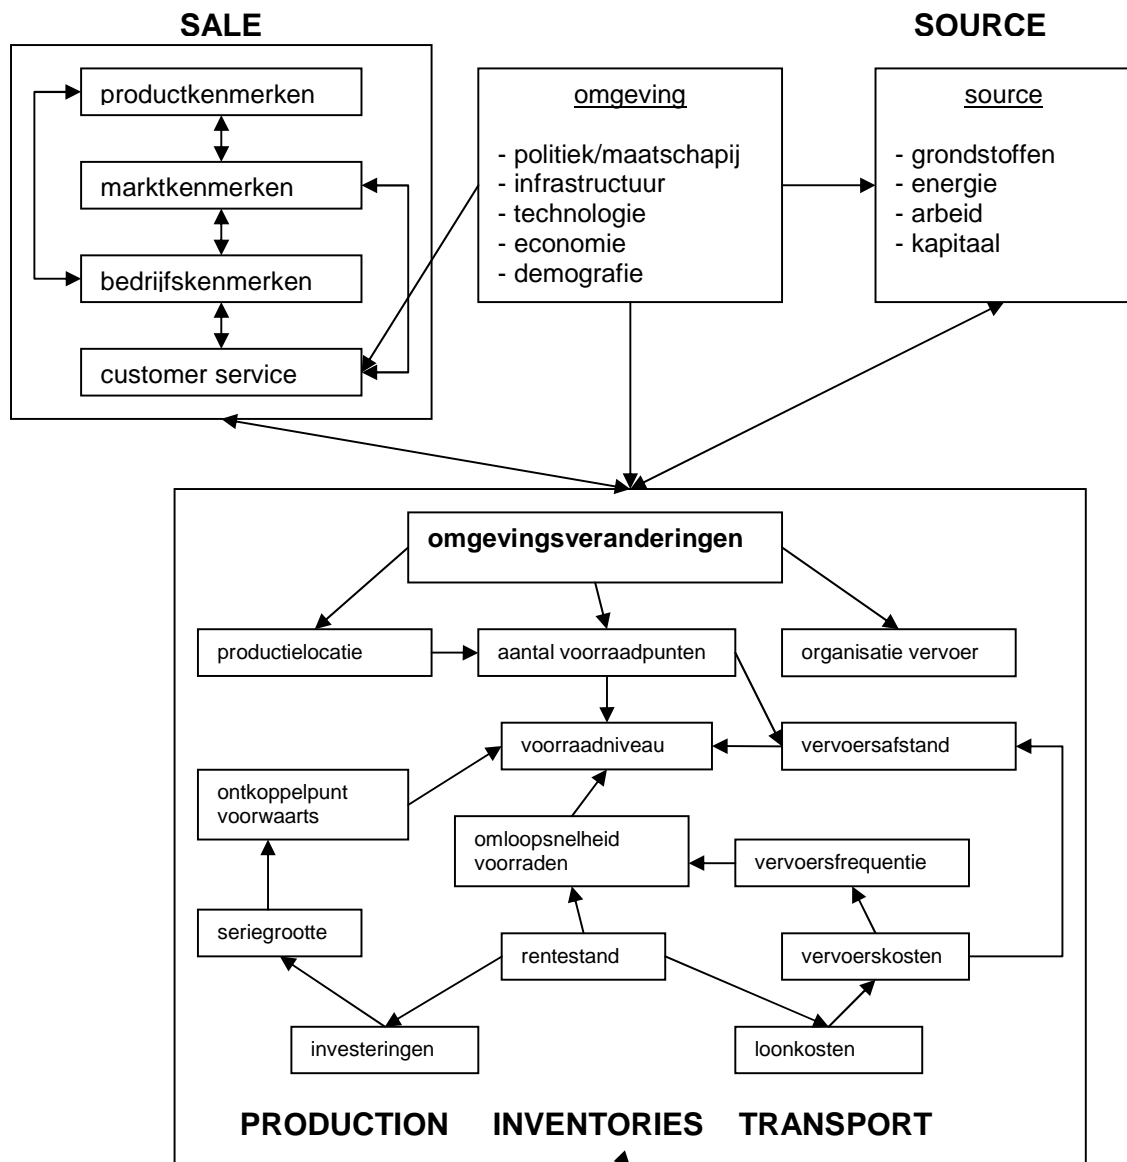 SALE
SOURCE
productkenmerken
marktkenmerken
bedrijfskenmerken
customer service
omgeving
- politiek/maatschapij
- infrastructuur
- technologie
- economie
- demografie
source
- grondstoffen
- energie
- arbeid
- kapitaal
omgevingsveranderingen
productielocatie
aantal voorraadpunten
organisatie vervoer
voorraadniveau
vervoersafstand
ontkoppelpunt
voorwaarts
omloopsnelheid
voorraden
vervoersfrequentie
seriegrootte
rentestand
vervoerskosten
investeringen
loonkosten
PRODUCTION
INVENTORIES
TRANSPORT